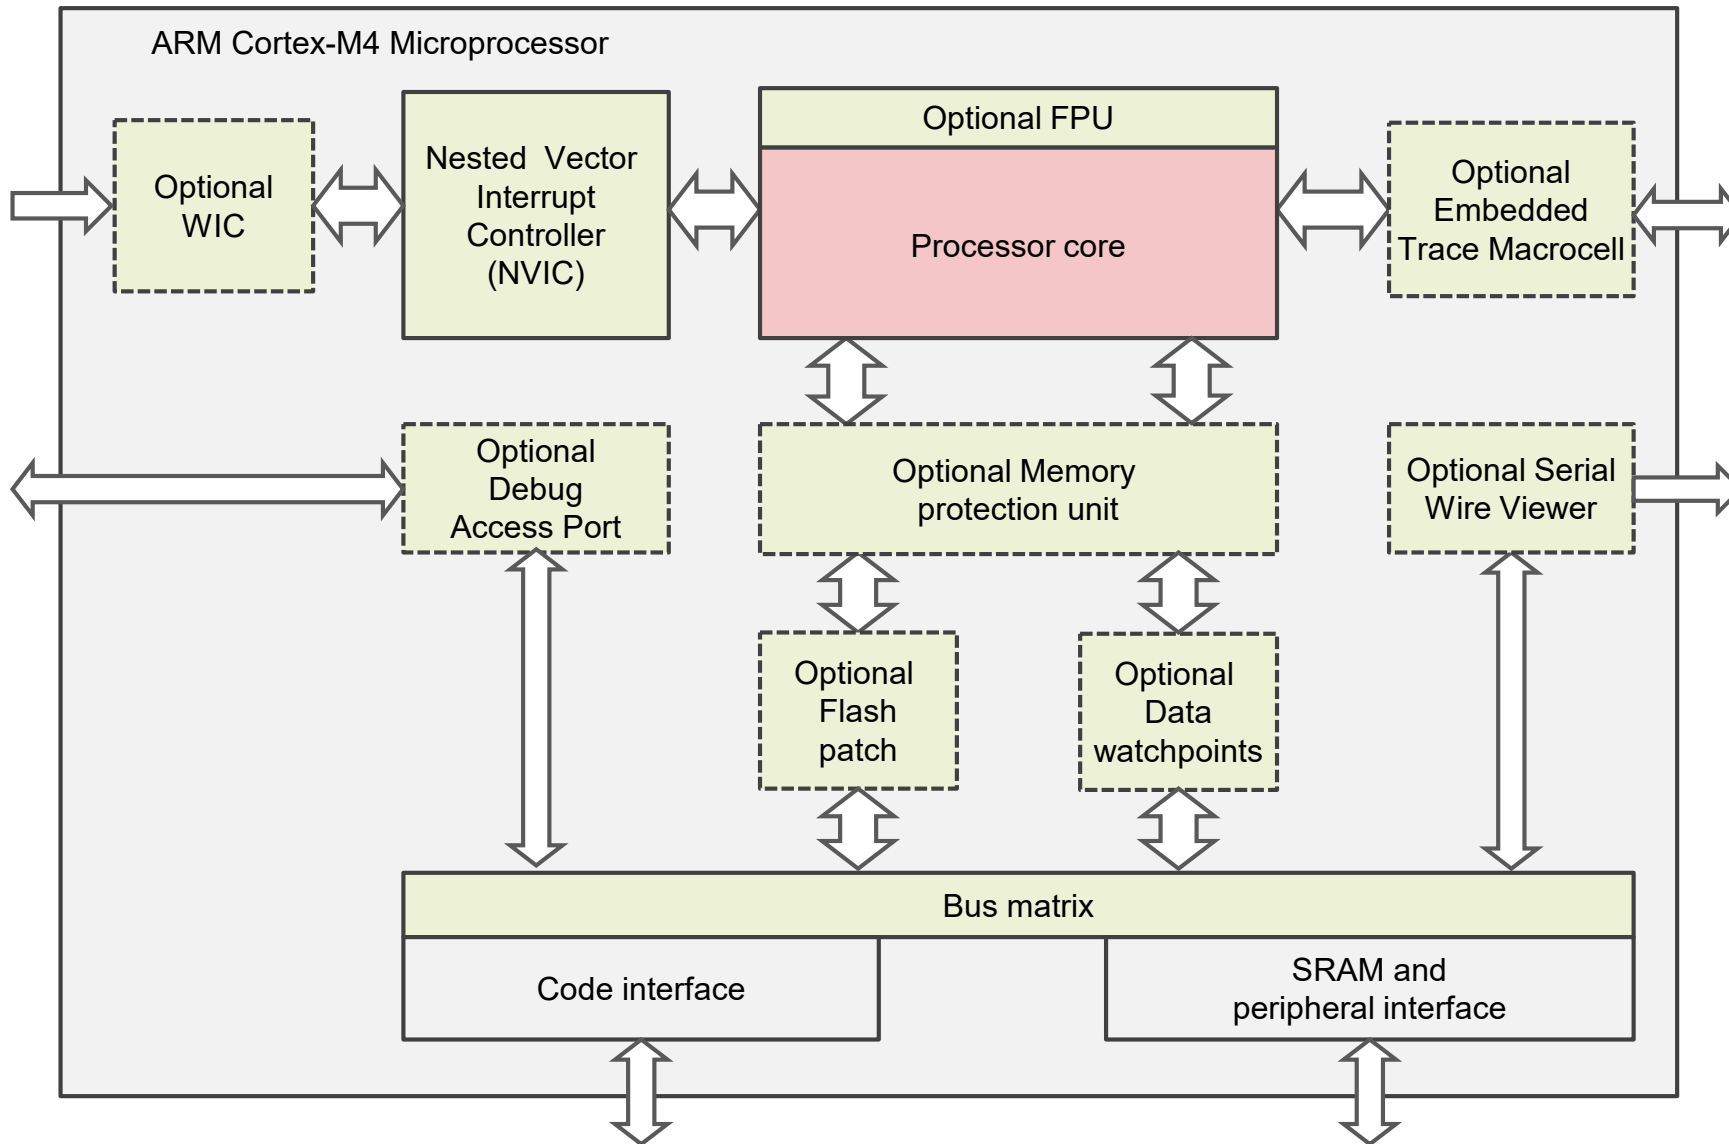 ARM Cortex-M4 Microprocessor
Optional
WIC
Nested Vector
Interrupt
Controller
(NVIC)
Optional FPU
Processor core
Optional
Embedded
Trace Macrocell
Optional
Debug
Access Port
Optional Memory
protection unit
Optional Serial
Wire Viewer
Optional
Flash
patch
Optional
Data
watchpoints
Bus matrix
Code interface
SRAM and
peripheral interface